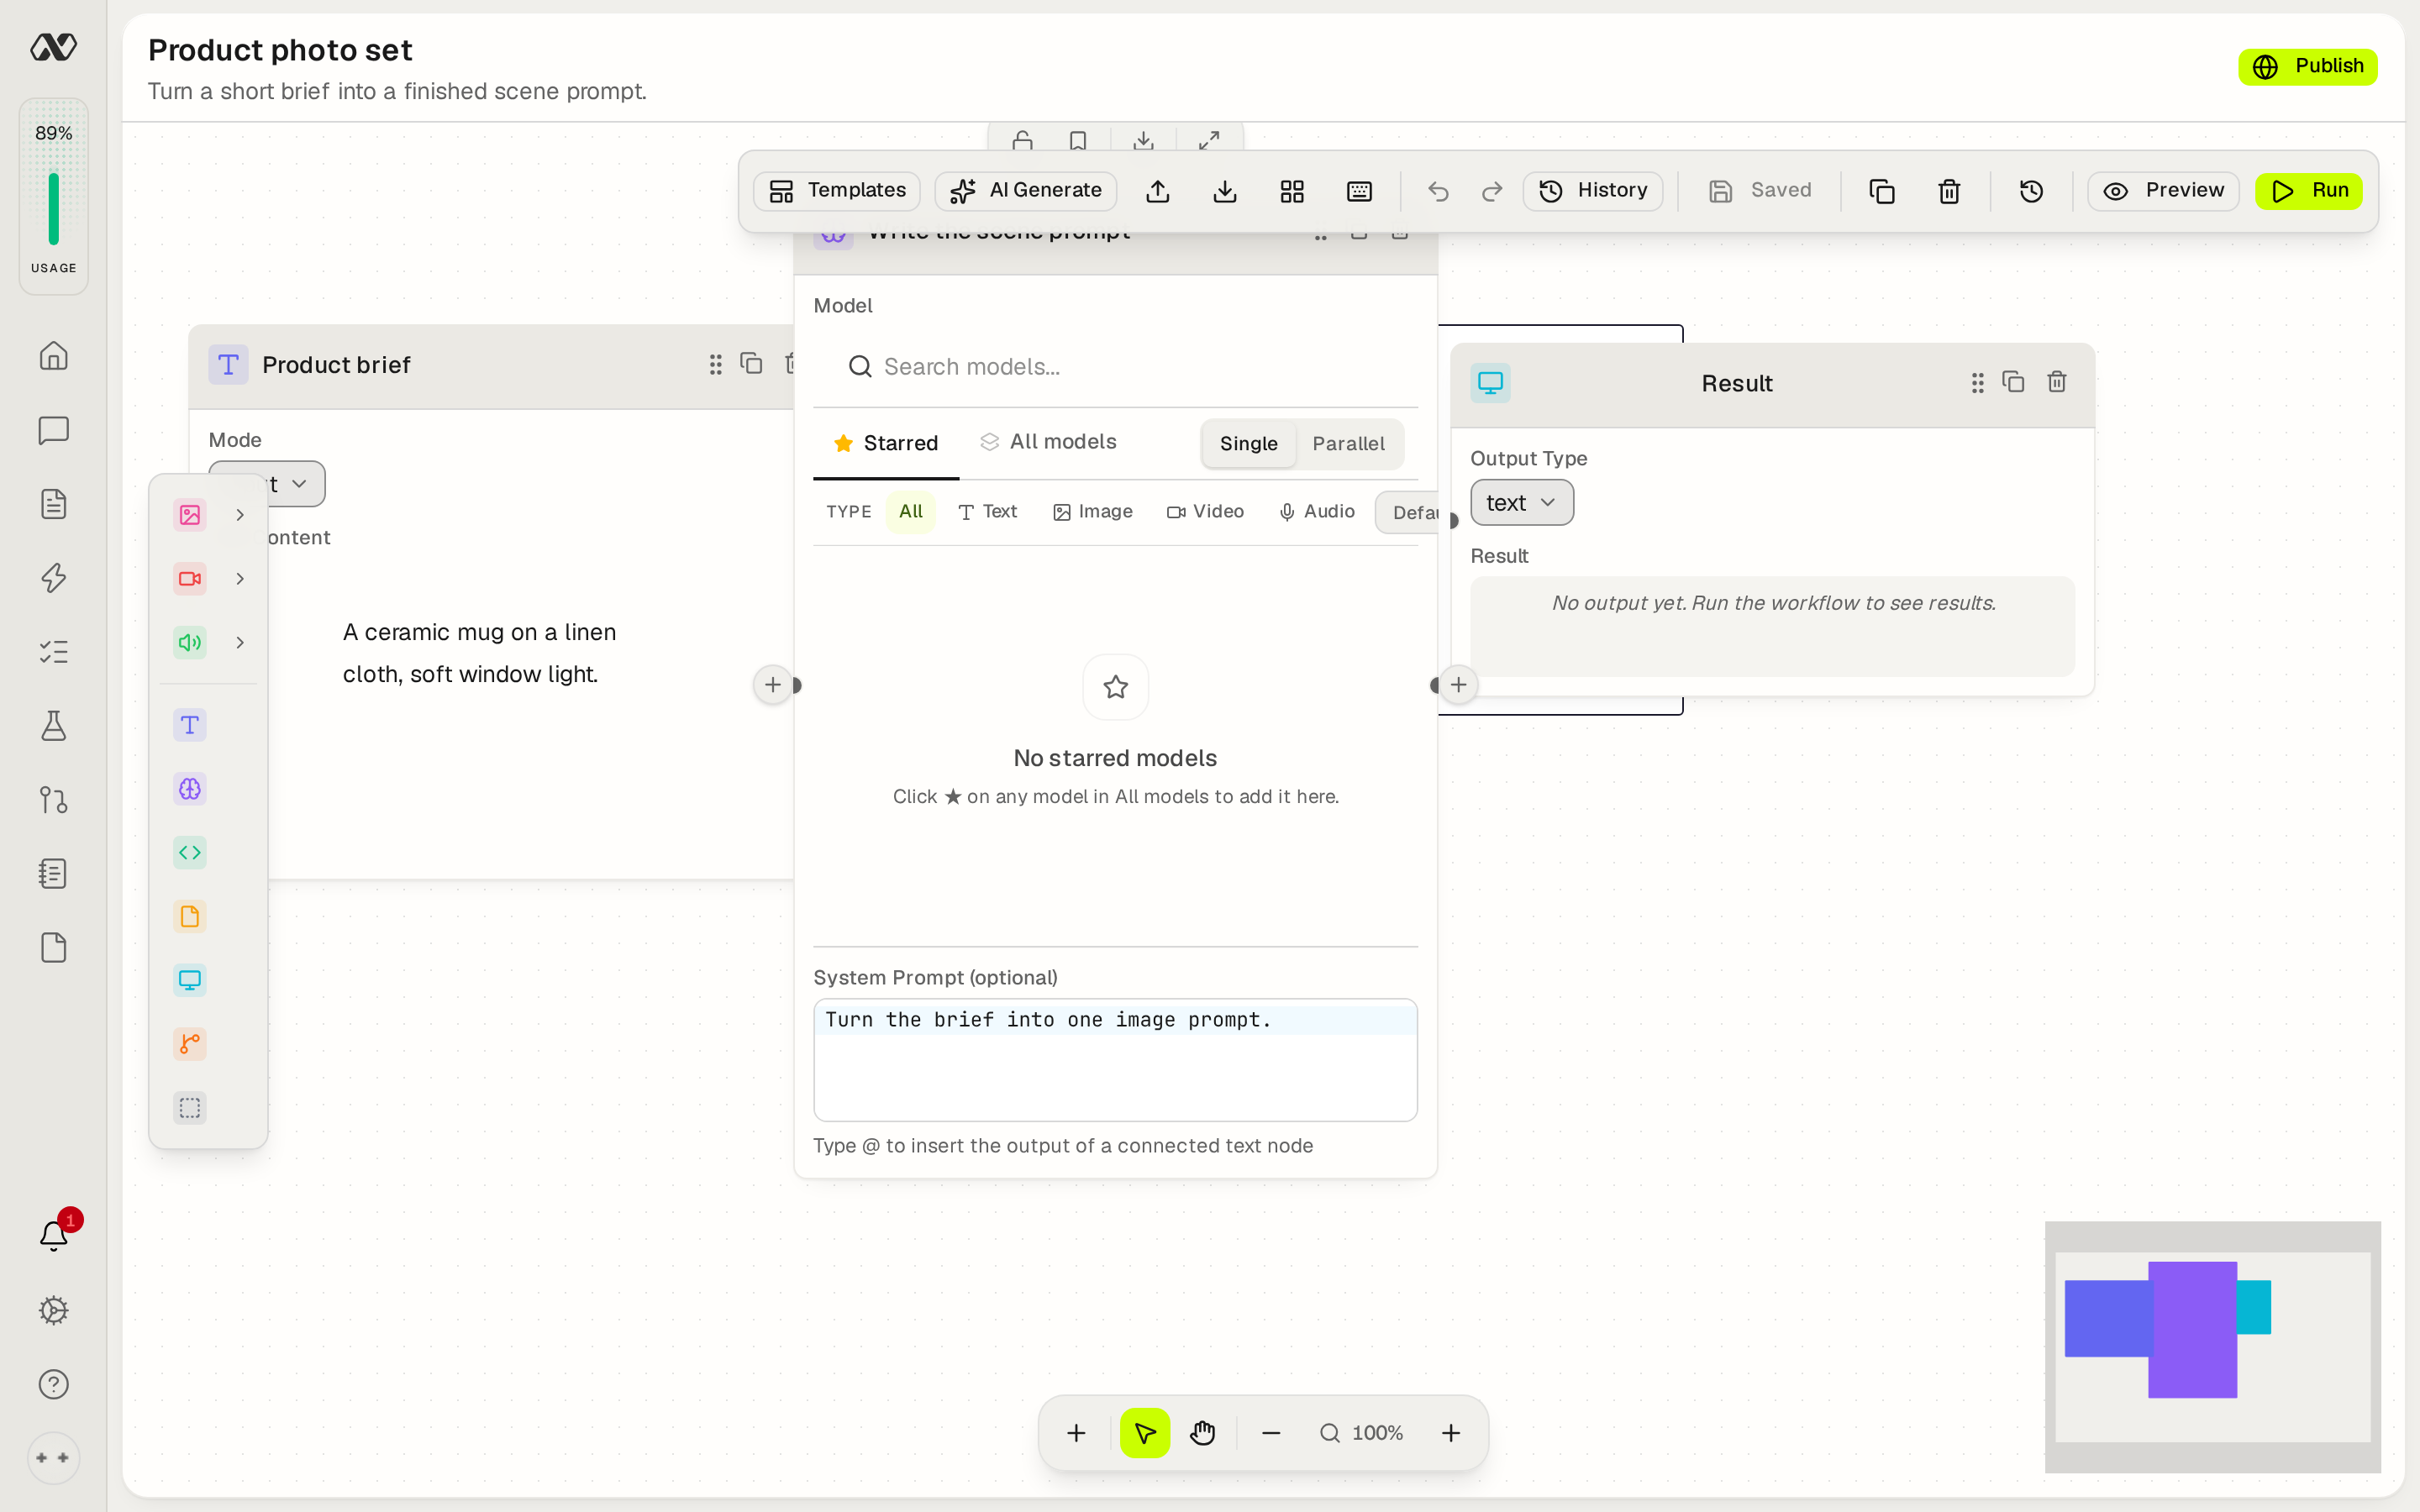 Product photo set
Turn a short brief into a finished scene prompt.
Publish
89%
USAGE
Templates
AI Generate
History
Saved
Preview
Run
Write the scene prompt
Product brief
Mode
ontent
A ceramic mug on a linen
cloth, soft window light.
Model
Search models...
Starred
All models
Single
Parallel
TYPE
All
Text
Image
Video
Audio
No starred models
Click ★ on any model in All models to add it here.
System Prompt (optional)
Turn the brief into one image prompt.
Type @ to insert the output of a connected text node
Result
Output Type
text
Result
No output yet. Run the workflow to see results.
1
100%